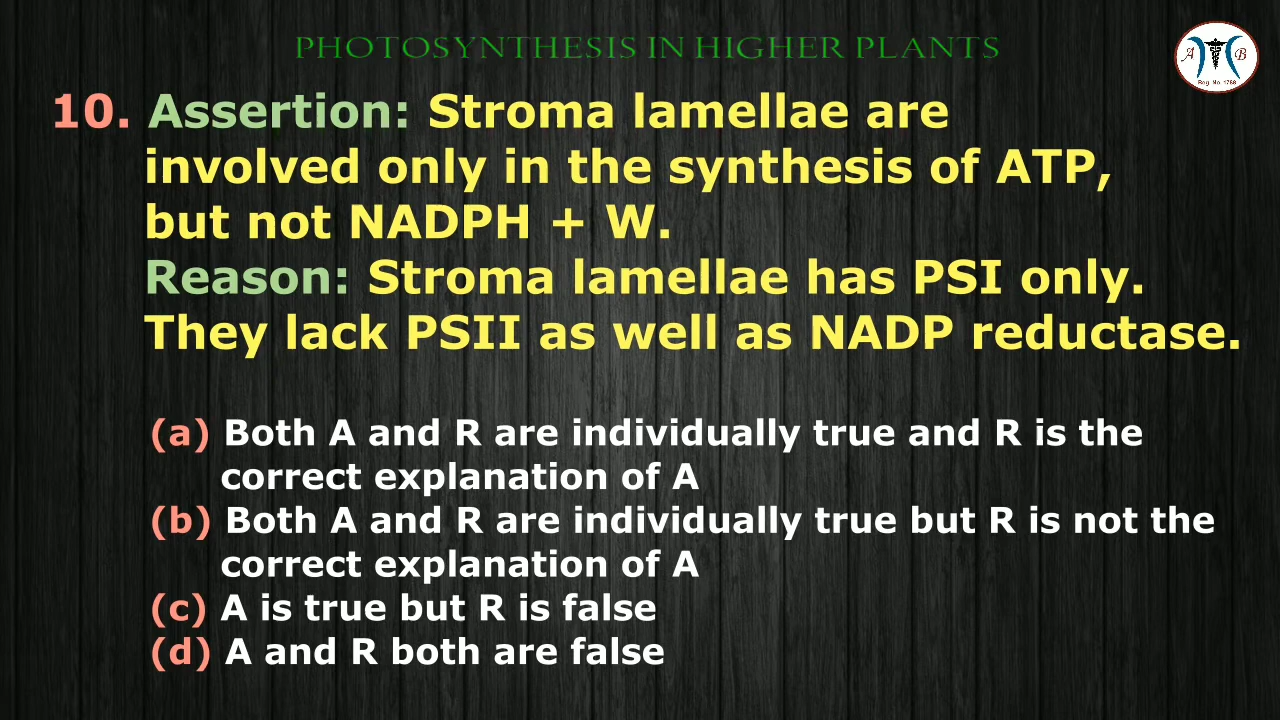 PHOTOSYNTHESIS IN HIGHER PLANTS
A B
Reg No 1768
10. Assertion: Stroma lamellae are
involved only in the synthesis of ATP,
but not NADPH + W.
Reason: Stroma lamellae has PSI only.
They lack PSII as well as NADP reductase.
(a) Both A and R are individually true and R is the
correct explanation of A
(b) Both A and R are individually true but R is not the
correct explanation of A
(c) A is true but R is false
(d) A and R both are false